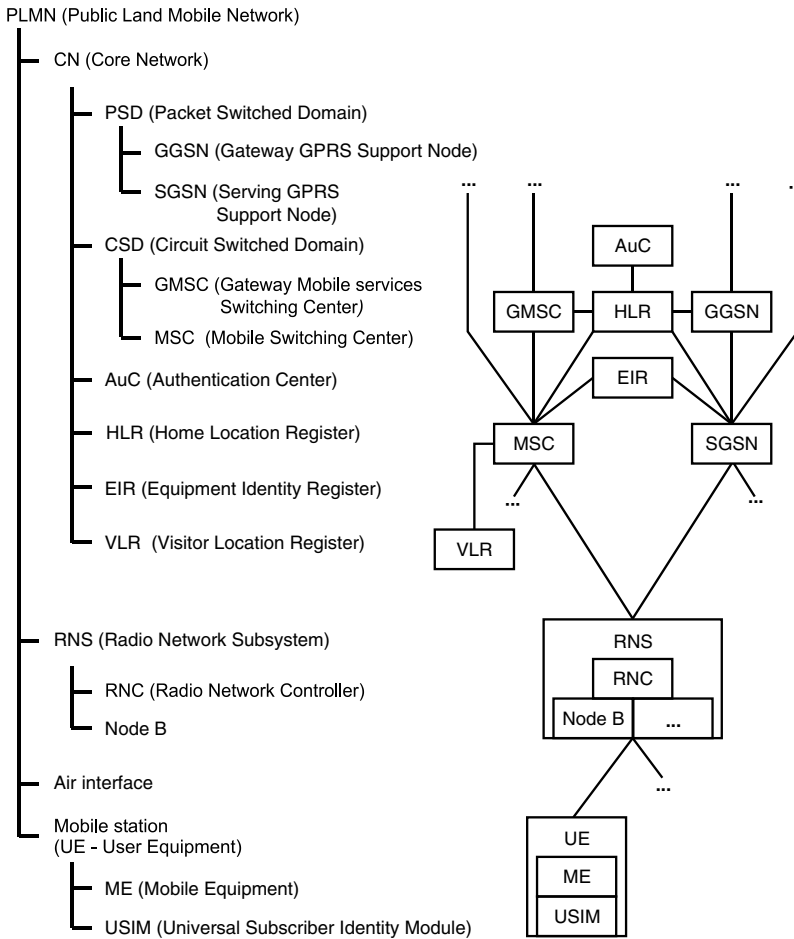 PLMN (Public Land Mobile Network)
CN (Core Network)
PSD (Packet Switched Domain)
GGSN (Gateway GPRS Support Node)
SGSN (Serving GPRS
Support Node)
CSD (Circuit Switched Domain)
GMSC (Gateway Mobile services
Switching Center)
MSC (Mobile Switching Center)
AuC (Authentication Center)
HLR (Home Location Register)
EIR (Equipment Identity Register)
VLR (Visitor Location Register)
RNS (Radio Network Subsystem)
RNC (Radio Network Controller)
Node B
Air interface
Mobile station
(UE - User Equipment)
ME (Mobile Equipment)
USIM (Universal Subscriber Identity Module)
... ... ... .
AuC
GMSC HLR GGSN
EIR
MSC SGSN
... ...
VLR
RNS
RNC
Node B ...
...
UE
ME
USIM